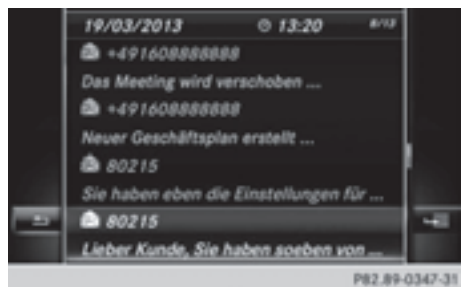 19/03/2013 13:20 8/13
+491608888888
Das Meeting wird verschoben ...
+491608888888
Neuer Geschäftsplan erstellt ...
80215
Sie haben eben die Einstellungen für ...
80215
Lieber Kunde, Sie haben soeben von ...
P82.89-0347-31